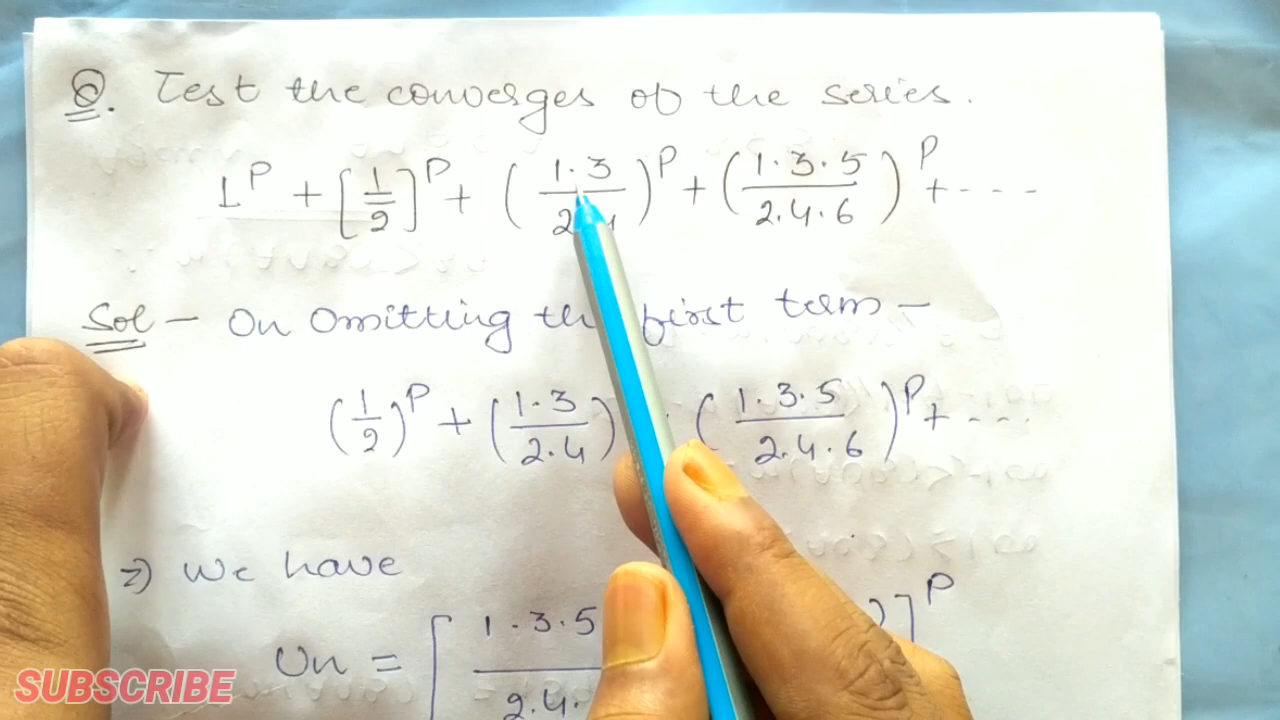 Q. Test the converges of the series.
1^P + [1/2]^P + (1·3/2·4)^P + (1·3·5/2·4·6)^P + ---
Sol - On Omitting the first term -
(1/2)^P + (1·3/2·4) (1·3·5/2·4·6)^P + ---
=> We have
Un = [1·3·5 / 2·4· ]^P
SUBSCRIBE